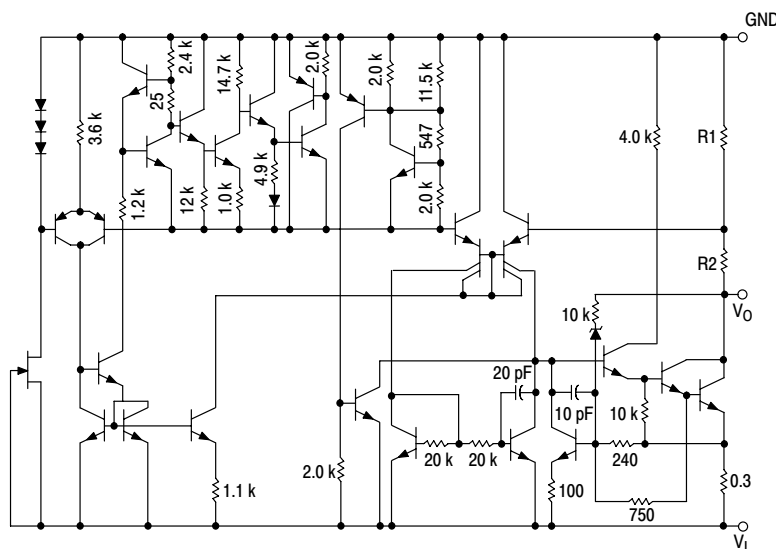 GND
2.4 k
25
3.6 k
1.2 k
12 k
14.7 k
1.0 k
4.9 k
2.0 k
2.0 k
11.5 k
547
2.0 k
4.0 k
R1
R2
VO
10 k
20 pF
10 pF
10 k
20 k
20 k
240
0.3
2.0 k
1.1 k
100
750
VI